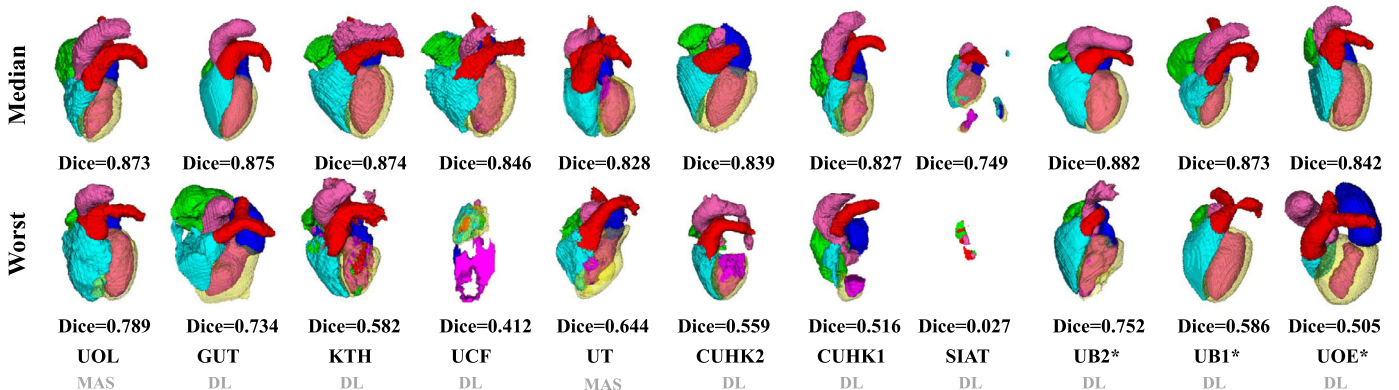 Median
Dice=0.873 Dice=0.875 Dice=0.874 Dice=0.846 Dice=0.828 Dice=0.839 Dice=0.827 Dice=0.749 Dice=0.882 Dice=0.873 Dice=0.842
Worst
Dice=0.789 Dice=0.734 Dice=0.582 Dice=0.412 Dice=0.644 Dice=0.559 Dice=0.516 Dice=0.027 Dice=0.752 Dice=0.586 Dice=0.505
UOL GUT KTH UCF UT CUHK2 CUHK1 SIAT UB2* UB1* UOE*
MAS DL DL DL MAS DL DL DL DL DL DL